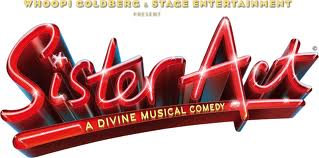 WHOOPI GOLDBERG & STAGE ENTERTAINMENT
PRESENT
Sister Act
©
A DIVINE MUSICAL COMEDY